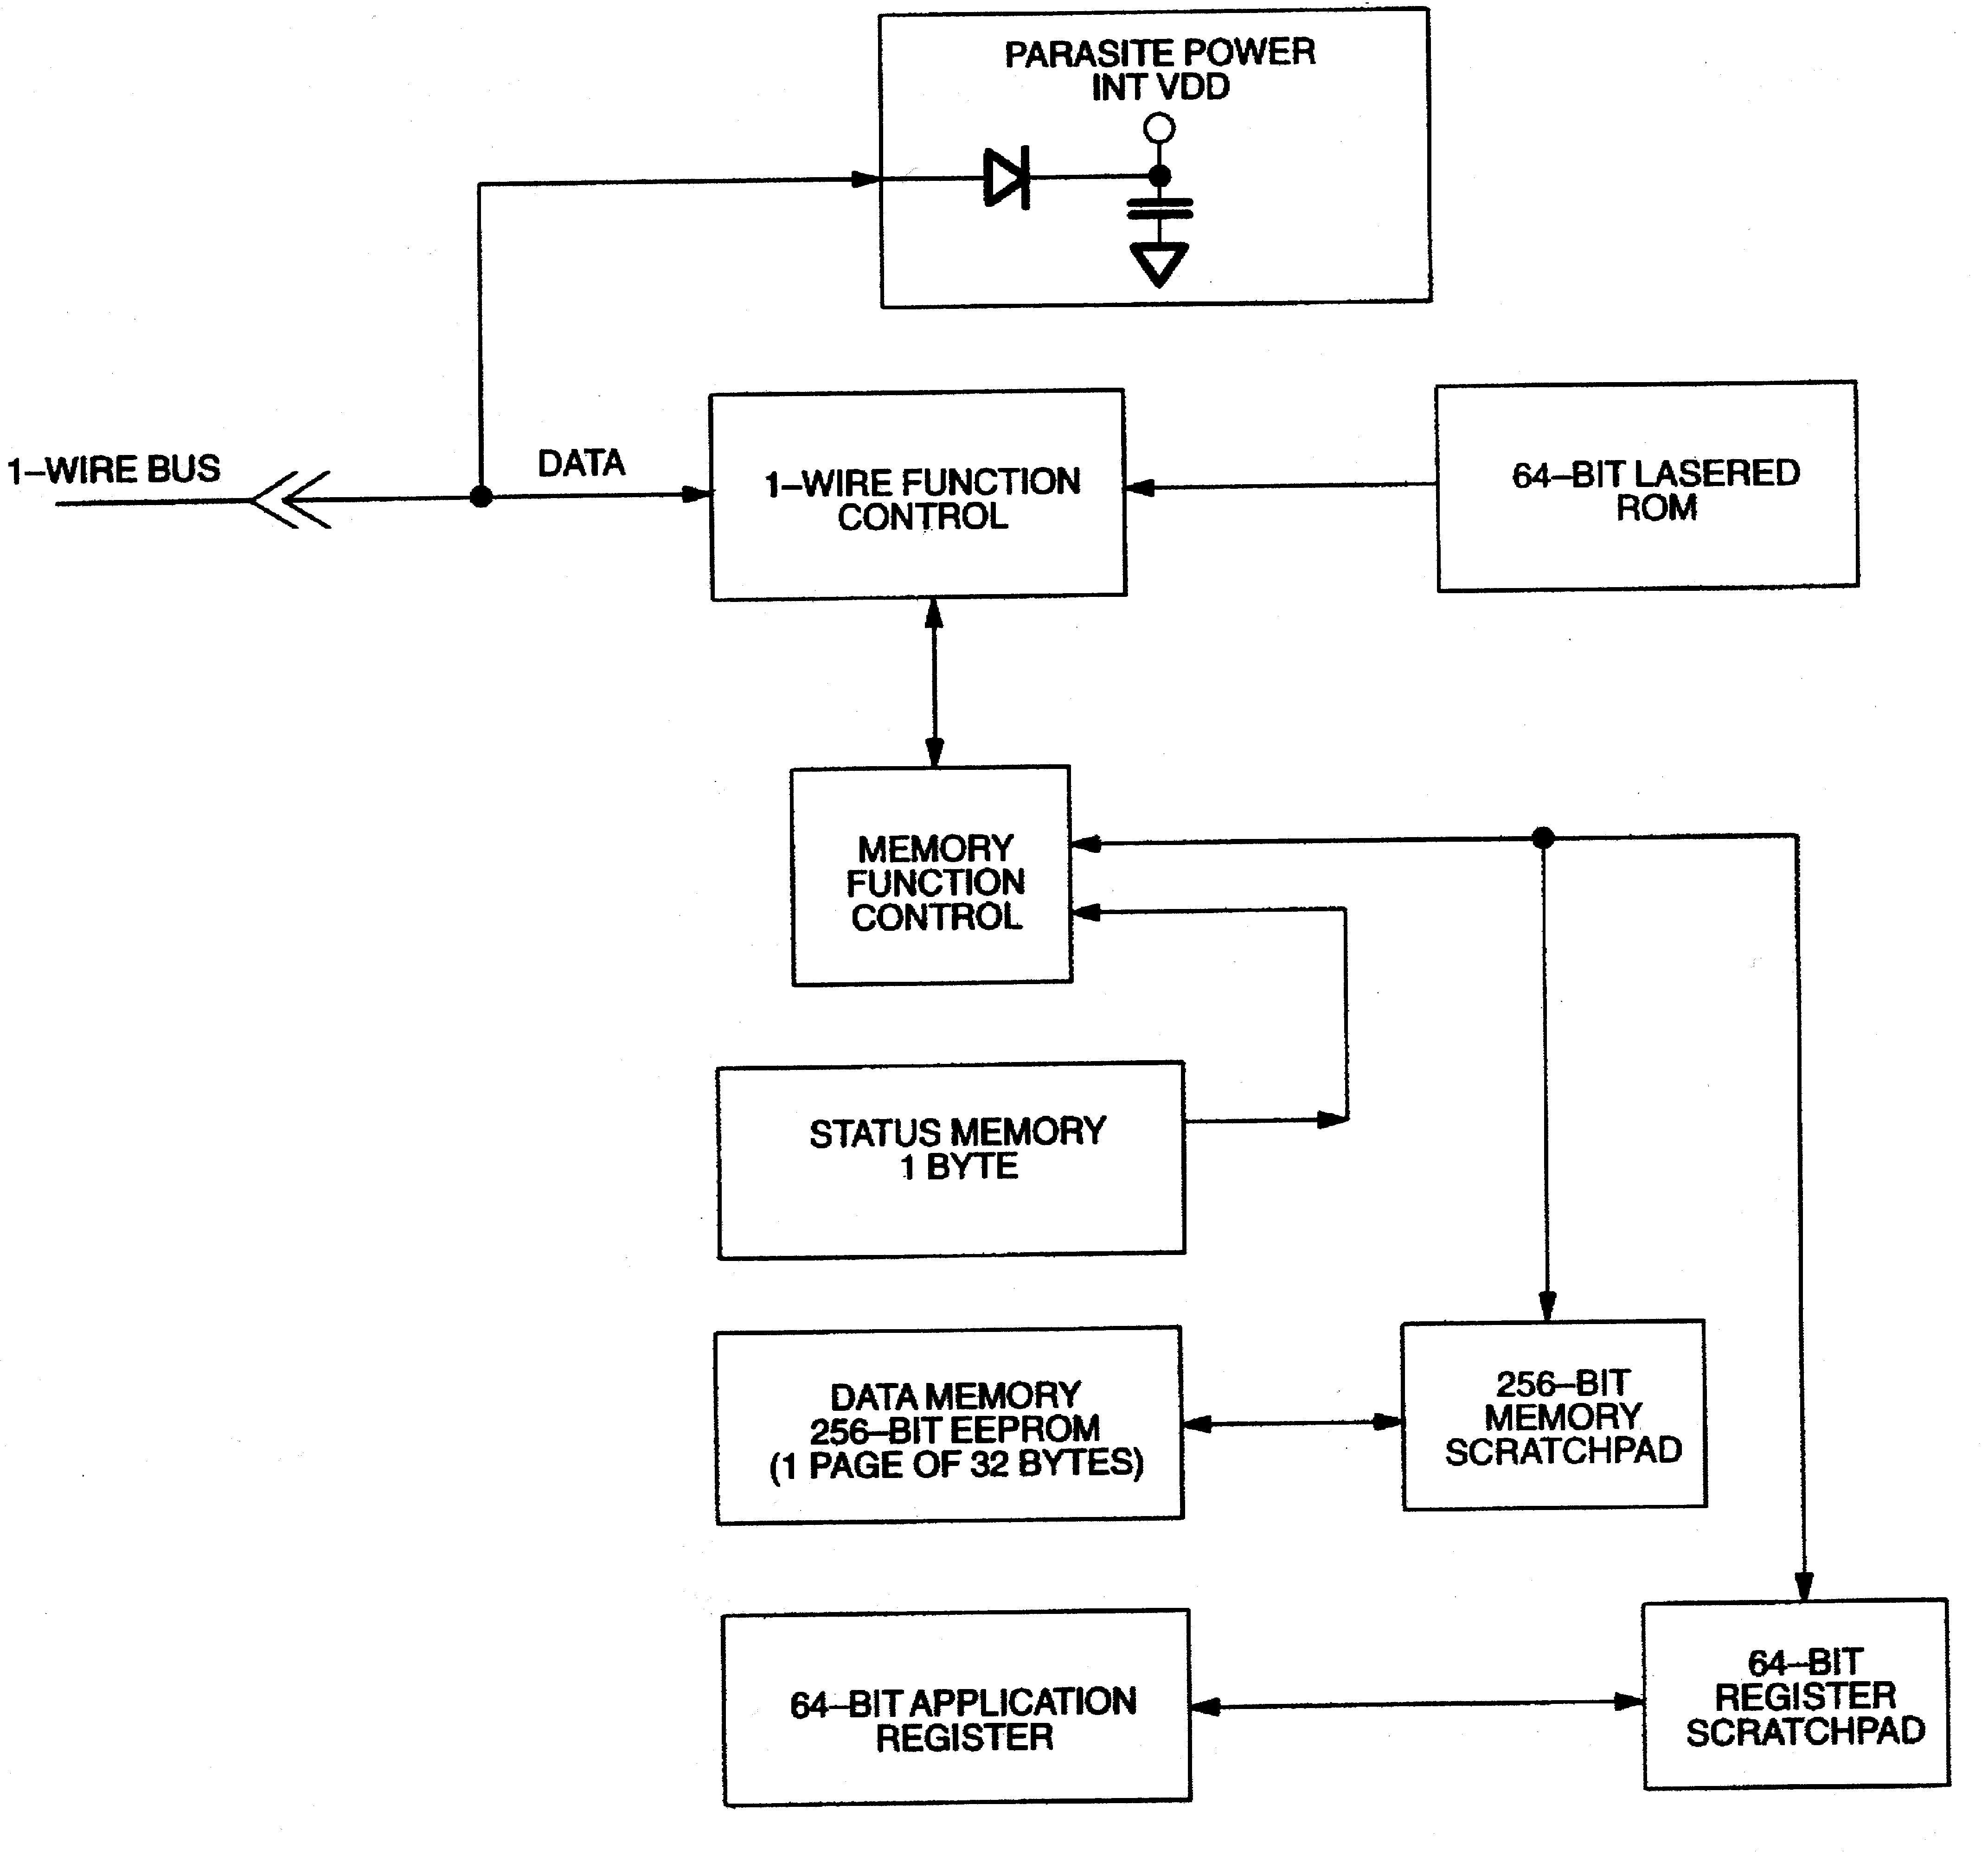 PARASITE POWER
INT VDD
1–WIRE BUS
DATA
1–WIRE FUNCTION
CONTROL
64–BIT LASERED
ROM
MEMORY
FUNCTION
CONTROL
STATUS MEMORY
1 BYTE
DATA MEMORY
256–BIT EEPROM
(1 PAGE OF 32 BYTES)
256–BIT
MEMORY
SCRATCHPAD
64–BIT APPLICATION
REGISTER
64–BIT
REGISTER
SCRATCHPAD